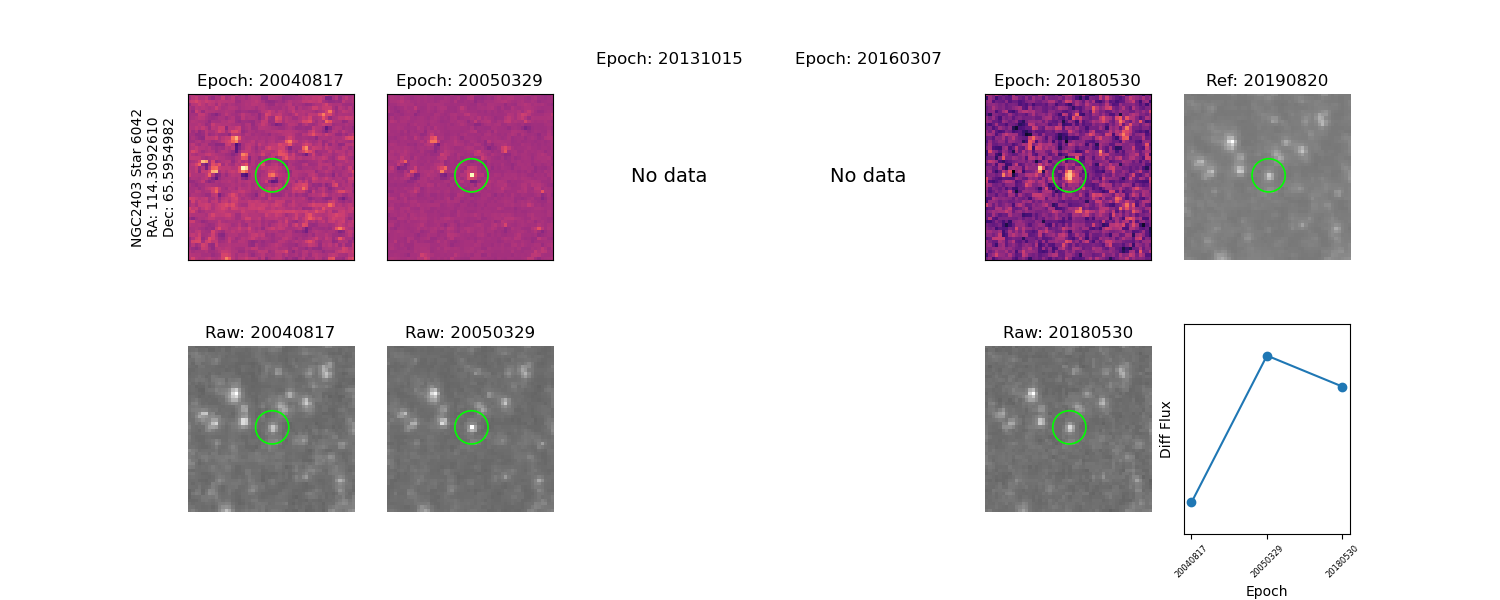 Epoch: 20040817
Epoch: 20050329
Epoch: 20131015
Epoch: 20160307
Epoch: 20180530
Ref: 20190820
NGC2403 Star 6042
RA: 114.3092610
Dec: 65.5954982
No data
No data
Raw: 20040817
Raw: 20050329
Raw: 20180530
Diff Flux
20040817
20050329
20180530
Epoch